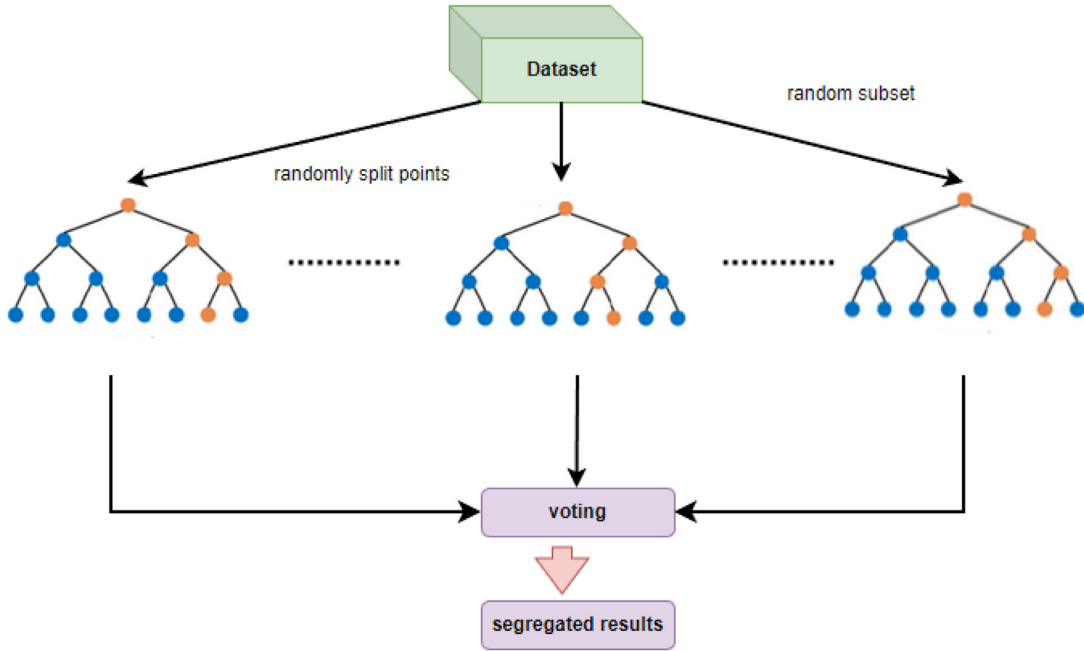 Dataset
random subset
randomly split points
voting
segregated results